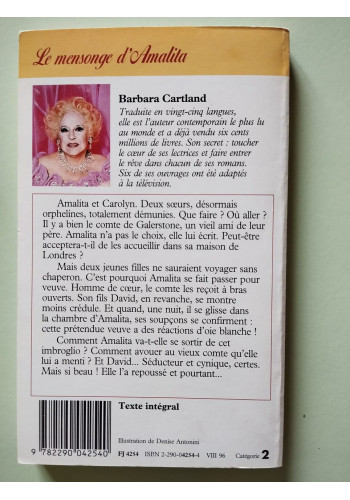 Le mensonge d'Amalita
Barbara Cartland
Traduite en vingt-cinq langues,
elle est l'auteur contemporain le plus lu
au monde et a déjà vendu six cents
millions de livres. Son secret : toucher
le cœur de ses lectrices et faire entrer
le rêve dans chacun de ses romans.
Six de ses ouvrages ont été adaptés
à la télévision.
Amalita et Carolyn. Deux sœurs, désormais
orphelines, totalement démunies. Que faire ? Où aller ?
Il y a bien le comte de Galerstone, un vieil ami de leur
père. Amalita n'a pas le choix, elle lui écrit. Peut-être
acceptera-t-il de les accueillir dans sa maison de
Londres ?
Mais deux jeunes filles ne sauraient voyager sans
chaperon. C'est pourquoi Amalita se fait passer pour
veuve. Homme de cœur, le comte les reçoit à bras
ouverts. Son fils David, en revanche, se montre
moins crédule. Et quand, une nuit, il se glisse dans
la chambre d'Amalita, ses soupçons se confirment :
cette prétendue veuve a des réactions d'oie blanche !
Comment Amalita va-t-elle se sortir de cet
imbroglio ? Comment avouer au vieux comte qu'elle
lui a menti ? Et David... Séducteur et cynique, certes.
Mais si beau ! Elle l'a repoussé et pourtant...
Texte intégral
Illustration de Denise Antonini
9 782290 042540
FJ 4254 ISBN 2-290-04254-4 VIII 96 Catégorie 2